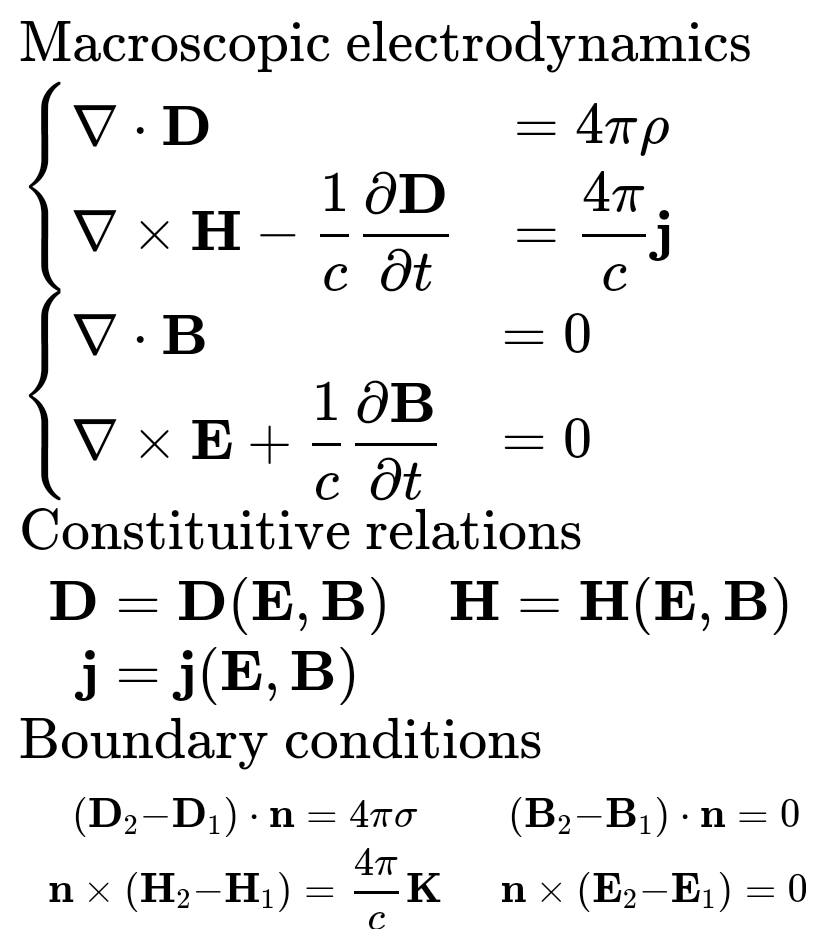 Macroscopic electrodynamics
∇ · D = 4πρ
∇ × H − (1/c) ∂D/∂t = (4π/c) j
∇ · B = 0
∇ × E + (1/c) ∂B/∂t = 0
Constituitive relations
D = D(E, B)  H = H(E, B)
j = j(E, B)
Boundary conditions
(D₂−D₁) · n = 4πσ  (B₂−B₁) · n = 0
n × (H₂−H₁) = (4π/c) K  n × (E₂−E₁) = 0